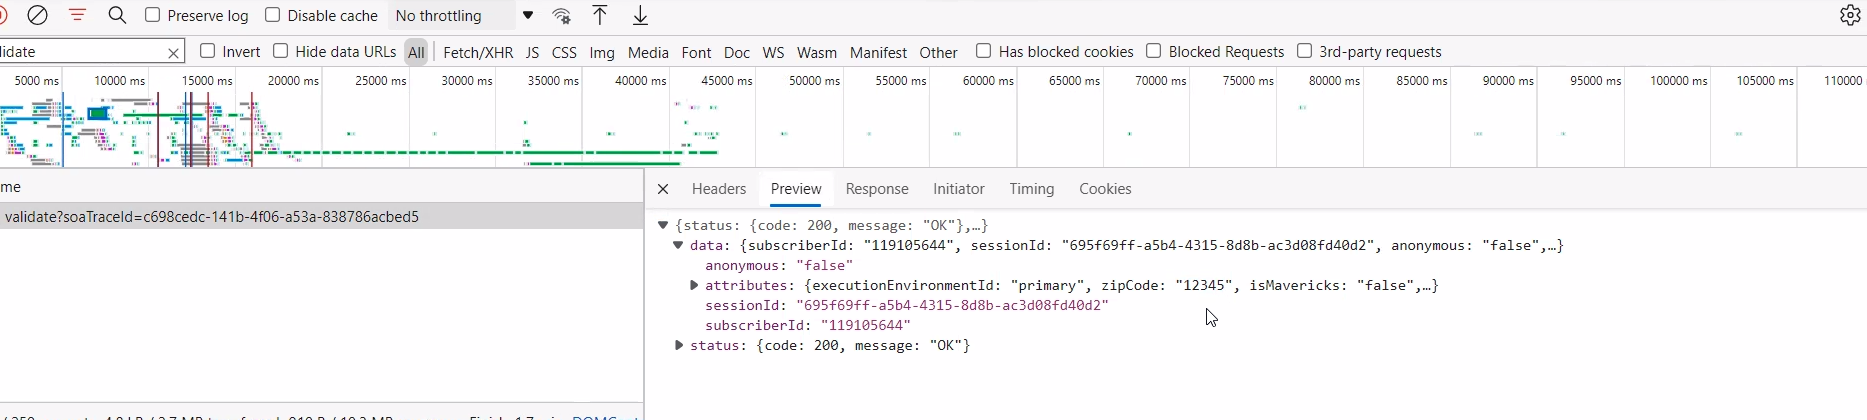 Preserve log Disable cache No throttling
lidate Invert Hide data URLs All Fetch/XHR JS CSS Img Media Font Doc WS Wasm Manifest Other Has blocked cookies Blocked Requests 3rd-party requests
5000 ms 10000 ms 15000 ms 20000 ms 25000 ms 30000 ms 35000 ms 40000 ms 45000 ms 50000 ms 55000 ms 60000 ms 65000 ms 70000 ms 75000 ms 80000 ms 85000 ms 90000 ms 95000 ms 100000 ms 105000 ms 110000
me
validate?soaTraceId=c698cedc-141b-4f06-a53a-838786acbed5
Headers Preview Response Initiator Timing Cookies
{status: {code: 200, message: "OK"},…}
data: {subscriberId: "119105644", sessionId: "695f69ff-a5b4-4315-8d8b-ac3d08fd40d2", anonymous: "false",…}
anonymous: "false"
attributes: {executionEnvironmentId: "primary", zipCode: "12345", isMavericks: "false",…}
sessionId: "695f69ff-a5b4-4315-8d8b-ac3d08fd40d2"
subscriberId: "119105644"
status: {code: 200, message: "OK"}